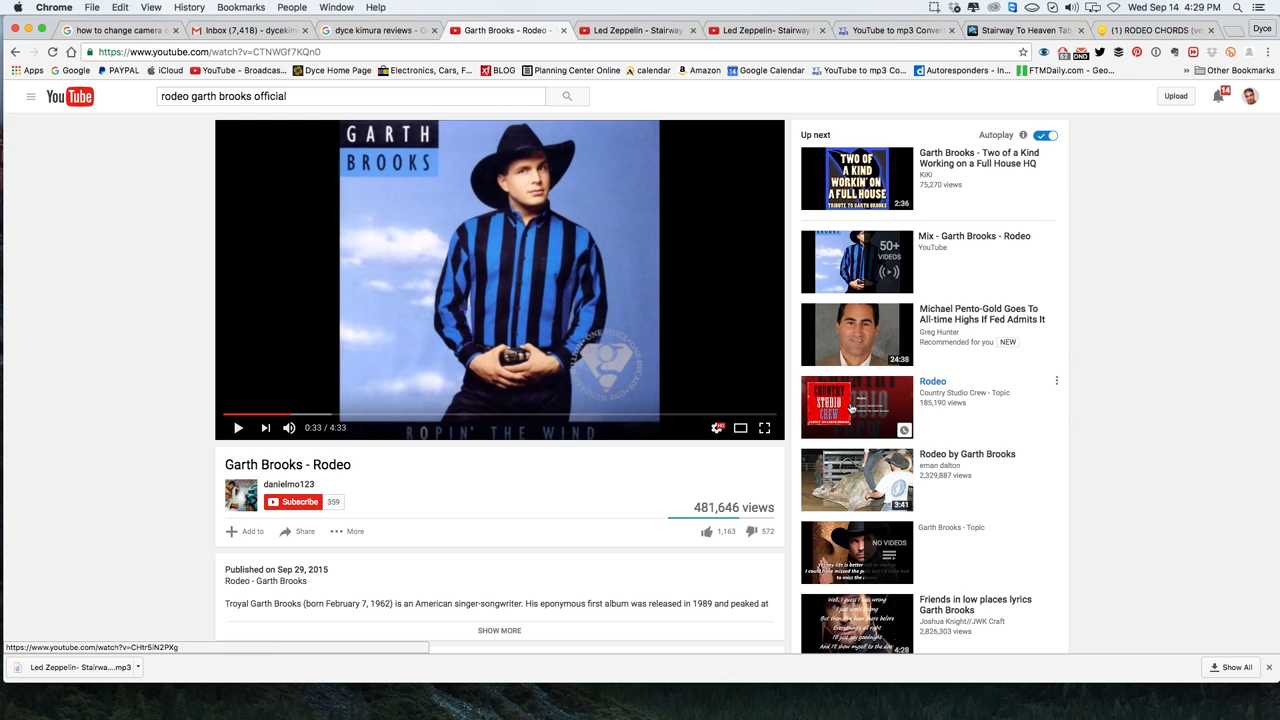 Chrome File Edit View History Bookmarks People Window Help
Wed Sep 14 4:29 PM
how to change camera
Inbox (7,418) - dycekim
dyce kimura reviews - G
Garth Brooks - Rodeo -
Led Zeppelin - Stairway
Led Zeppelin- Stairway
YouTube to mp3 Conver
Stairway To Heaven Tab
(1) RODEO CHORDS (ve
Dyce
https://www.youtube.com/watch?v=CTNWGf7KQn0
Apps Google PAYPAL iCloud YouTube - Broadcas... Dyce Home Page Electronics, Cars, F... BLOG Planning Center Online calendar Amazon Google Calendar YouTube to mp3 Co... Autoresponders - In... FTMDaily.com - Geo... » Other Bookmarks
YouTube
rodeo garth brooks official
Upload
14
GARTH
BROOKS
ROPIN' THE WIND
0:33 / 4:33
HD
Garth Brooks - Rodeo
danielmo123
Subscribe 359
481,646 views
Add to Share More
1,163 572
Published on Sep 29, 2015
Rodeo - Garth Brooks
Troyal Garth Brooks (born February 7, 1962) is an American singer-songwriter. His eponymous first album was released in 1989 and peaked at
SHOW MORE
Up next
Autoplay
TWO OF
A KIND
WORKIN' ON
A FULL HOUSE
TRIBUTE TO GARTH BROOKS
2:36
Garth Brooks - Two of a Kind
Working on a Full House HQ
KiKi
75,270 views
50+
VIDEOS
Mix - Garth Brooks - Rodeo
YouTube
24:38
Michael Pento-Gold Goes To
All-time Highs If Fed Admits It
Greg Hunter
Recommended for you NEW
COUNTRY
STUDIO
CREW
Rodeo
Country Studio Crew - Topic
185,190 views
3:41
Rodeo by Garth Brooks
eman dalton
2,329,887 views
NO VIDEOS
Garth Brooks - Topic
4:28
Friends in low places lyrics
Garth Brooks
Joshua Knight//JWK Craft
2,826,303 views
https://www.youtube.com/watch?v=CHtr5lN2PXg
Led Zeppelin- Stairwa....mp3
Show All